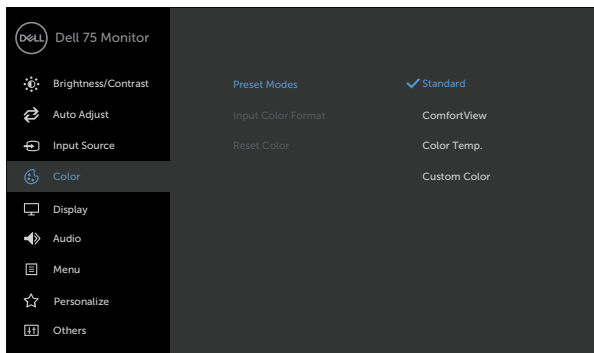 DELL Dell 75 Monitor
Brightness/Contrast
Auto Adjust
Input Source
Color
Display
Audio
Menu
Personalize
Others
Preset Modes
Input Color Format
Reset Color
Standard
ComfortView
Color Temp.
Custom Color